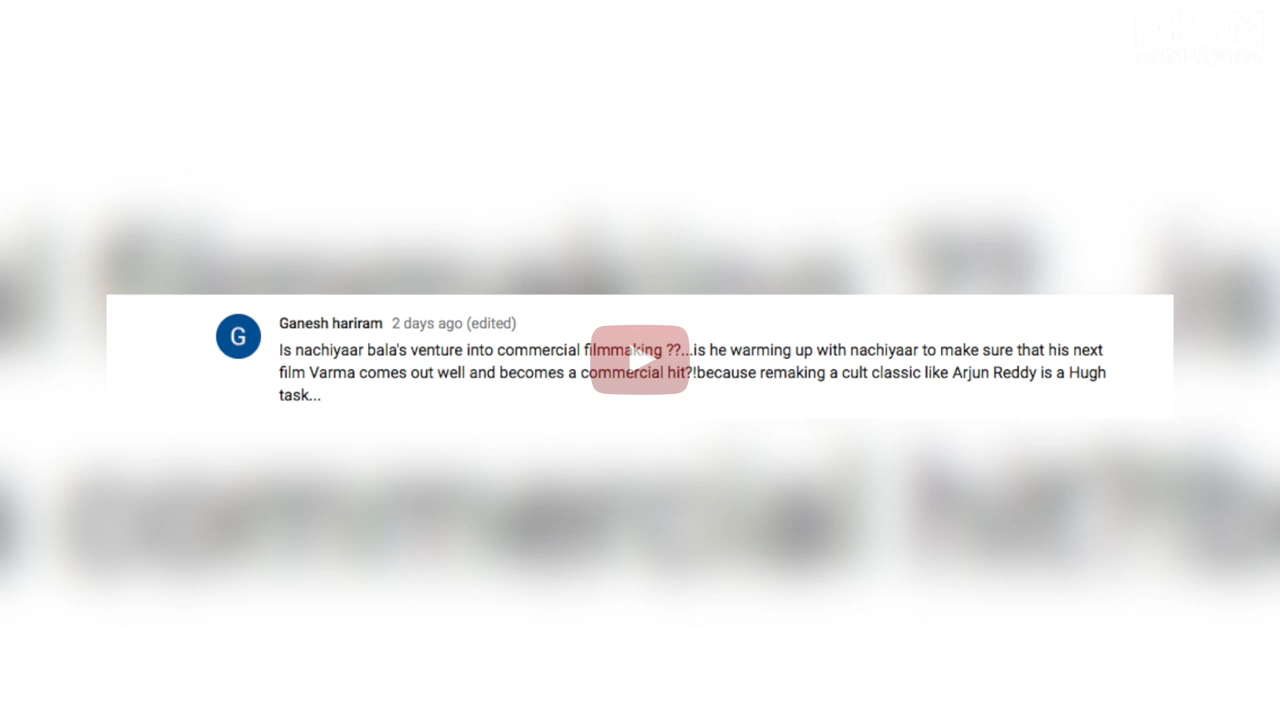 FILM
COMPANION
G
Ganesh hariram 2 days ago (edited)
Is nachiyaar bala's venture into commercial filmmaking ??...is he warming up with nachiyaar to make sure that his next
film Varma comes out well and becomes a commercial hit?!because remaking a cult classic like Arjun Reddy is a Hugh
task...